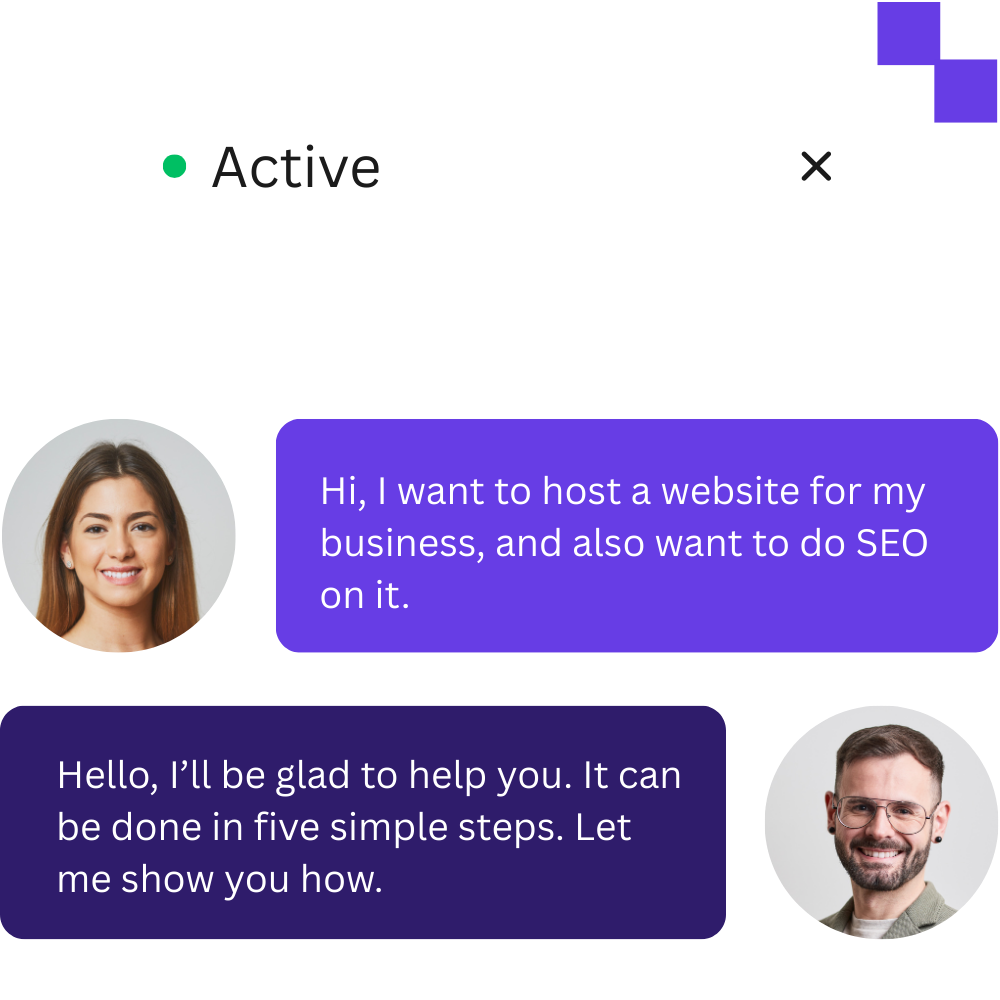 Active
Hi, I want to host a website for my
business, and also want to do SEO
on it.
Hello, I’ll be glad to help you. It can
be done in five simple steps. Let
me show you how.